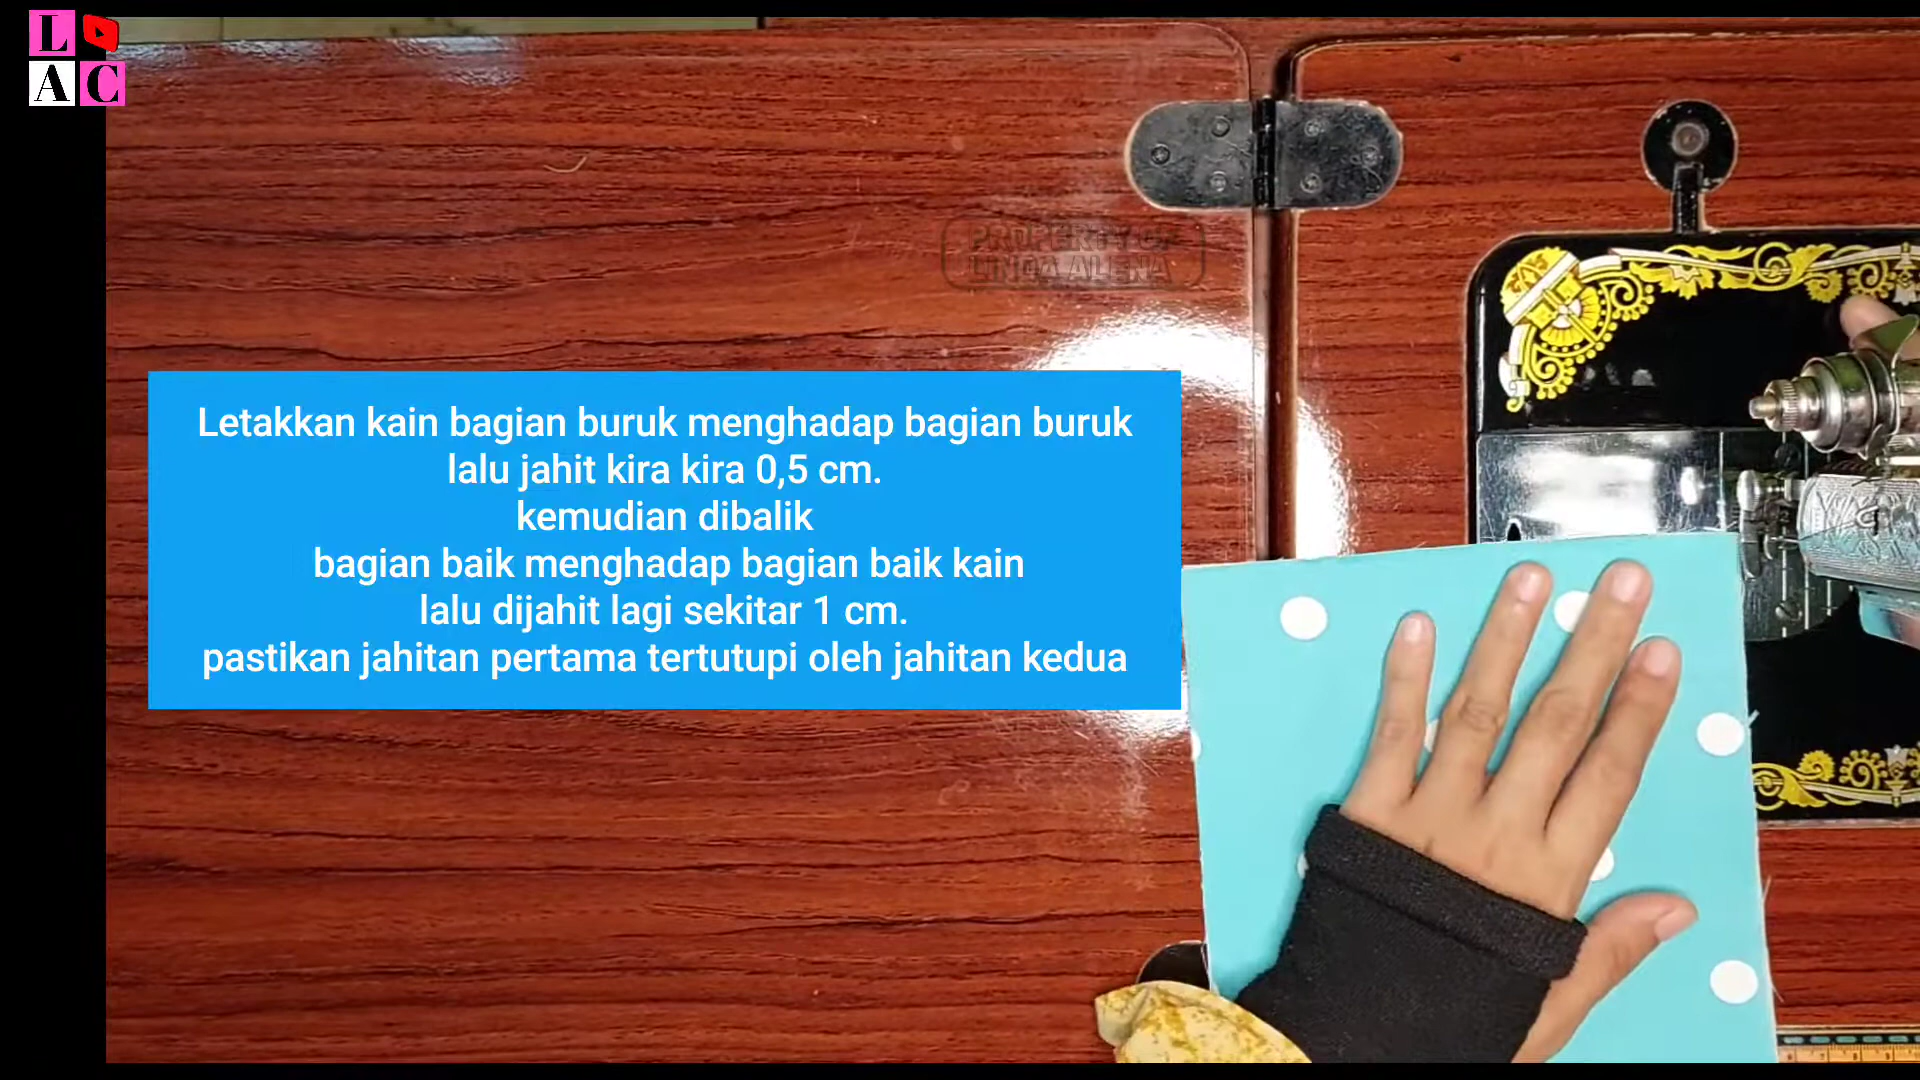 L
A C
PROPERTY OF
LINDA ALENA
Letakkan kain bagian buruk menghadap bagian buruk
lalu jahit kira kira 0,5 cm.
kemudian dibalik
bagian baik menghadap bagian baik kain
lalu dijahit lagi sekitar 1 cm.
pastikan jahitan pertama tertutupi oleh jahitan kedua